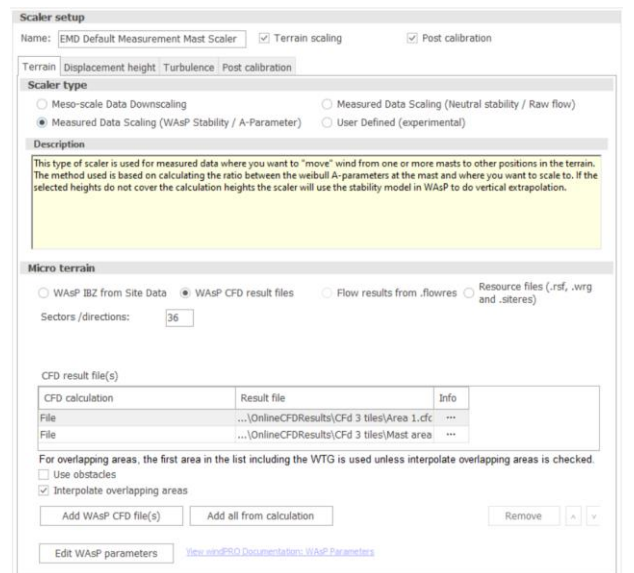 Scaler setup
Name: EMD Default Measurement Mast Scaler Terrain scaling Post calibration
Terrain Displacement height Turbulence Post calibration
Scaler type
Meso-scale Data Downscaling Measured Data Scaling (Neutral stability / Raw flow)
Measured Data Scaling (WAsP Stability / A-Parameter) User Defined (experimental)
Description
This type of scaler is used for measured data where you want to "move" wind from one or more masts to other positions in the terrain.
The method used is based on calculating the ratio between the weibull A-parameters at the mast and where you want to scale to. If the
selected heights do not cover the calculation heights the scaler will use the stability model in WAsP to do vertical extrapolation.
Micro terrain
WAsP IBZ from Site Data WAsP CFD result files Flow results from .flowres Resource files (.rsf, .wrg
and .siteres)
Sectors /directions: 36
CFD result file(s)
CFD calculation Result file Info
File ...\OnlineCFDResults\CFd 3 tiles\Area 1.cfc ...
File ...\OnlineCFDResults\CFd 3 tiles\Mast area ...
For overlapping areas, the first area in the list including the WTG is used unless interpolate overlapping areas is checked.
Use obstacles
Interpolate overlapping areas
Add WAsP CFD file(s) Add all from calculation Remove
Edit WAsP parameters View windPRO Documentation: WAsP Parameters